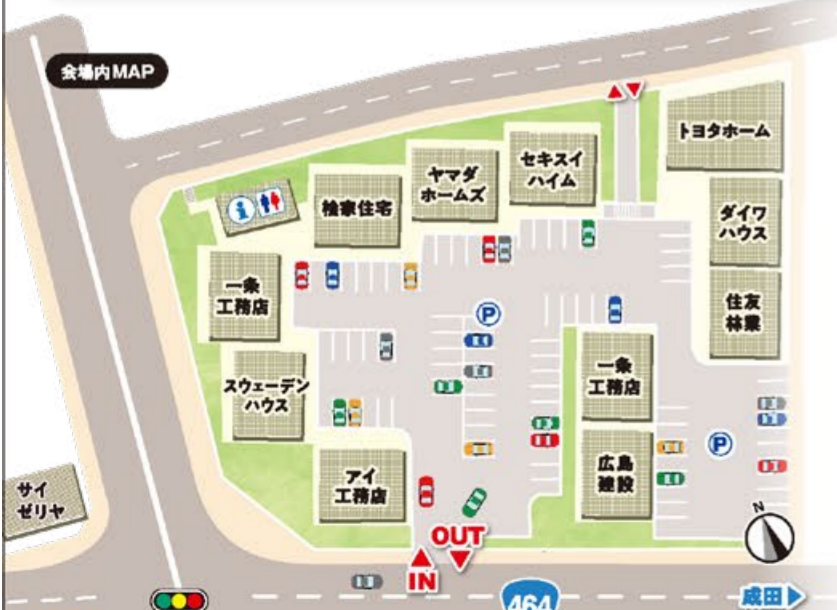 会場内MAP
トヨタホーム
セキスイ
ハイム
ヤマダ
ホームズ
桧家住宅
ダイワ
ハウス
一条
工務店
住友
林業
P
一条
工務店
スウェーデン
ハウス
P
広島
建設
アイ
工務店
サイ
ゼリヤ
N
OUT
IN
464
成田